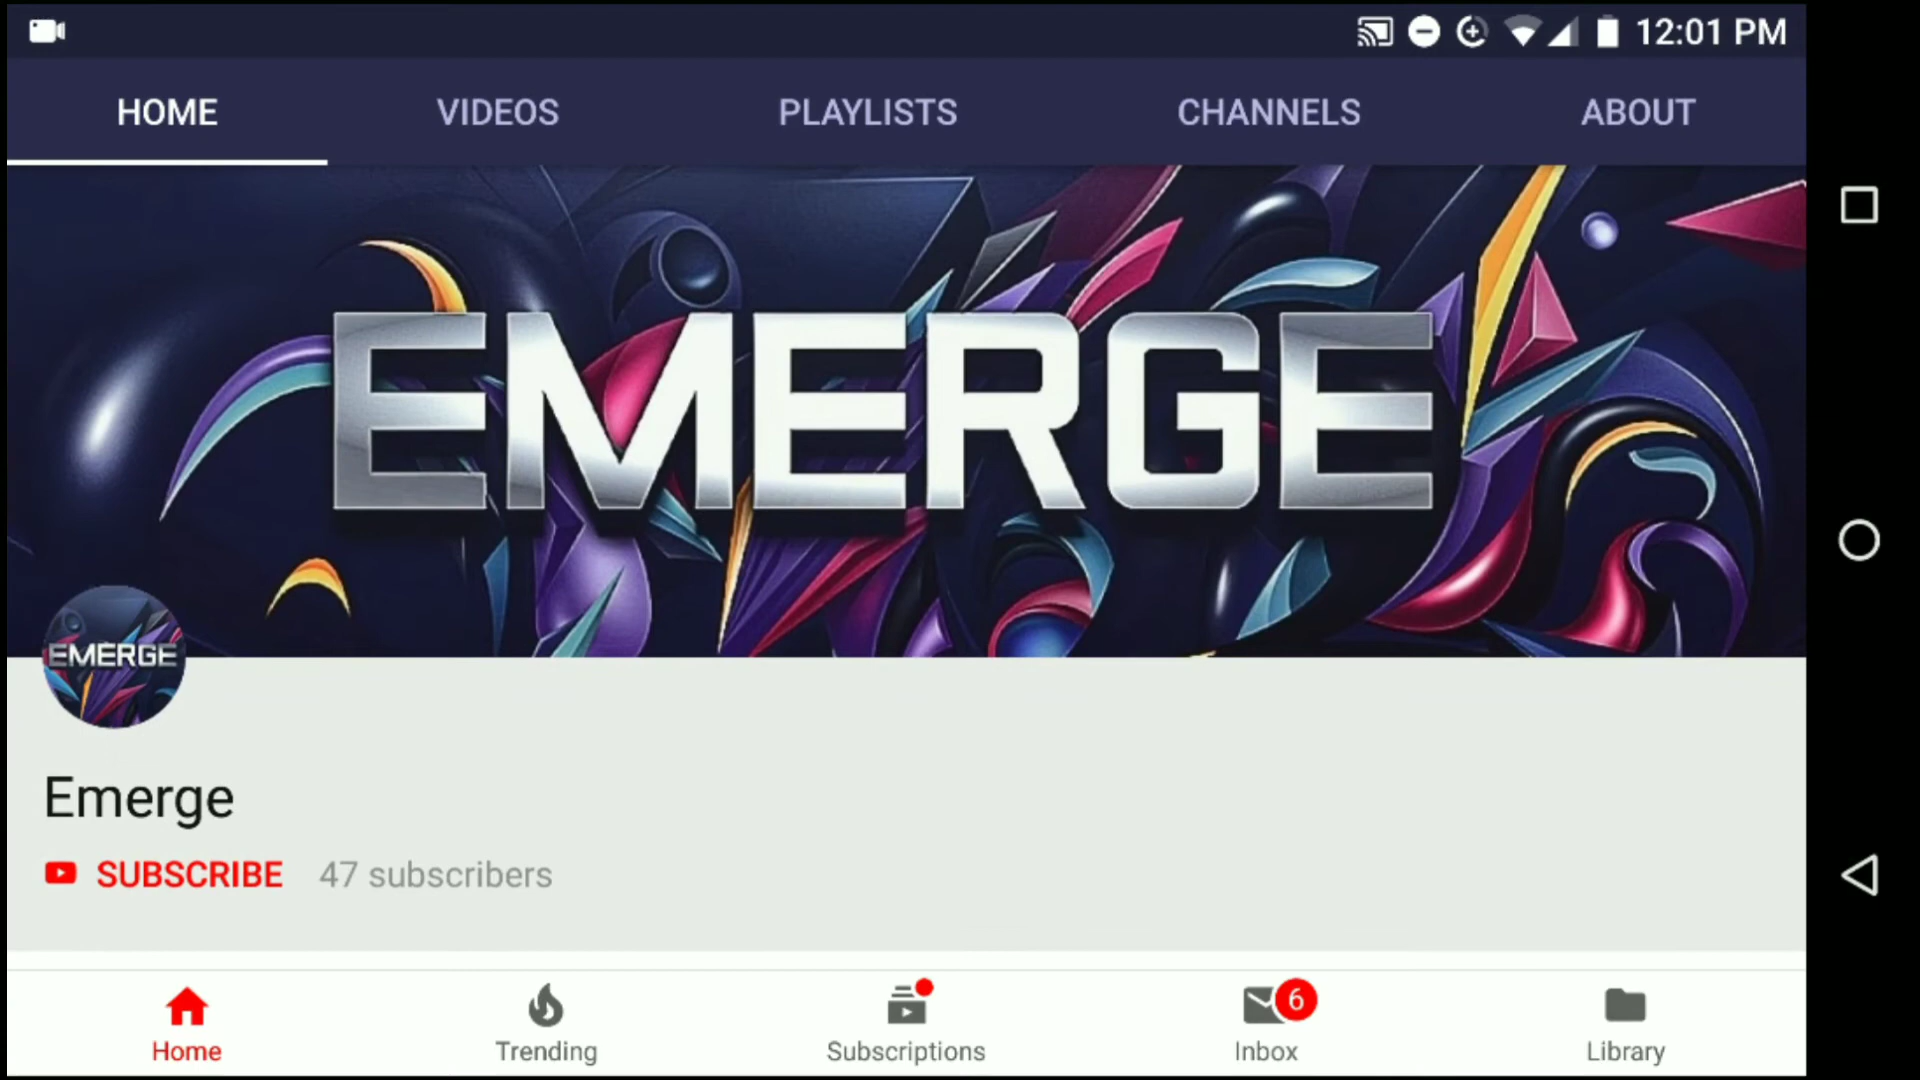 12:01 PM
HOME VIDEOS PLAYLISTS CHANNELS ABOUT
EMERGE
EMERGE
Emerge
SUBSCRIBE 47 subscribers
6
Home Trending Subscriptions Inbox Library